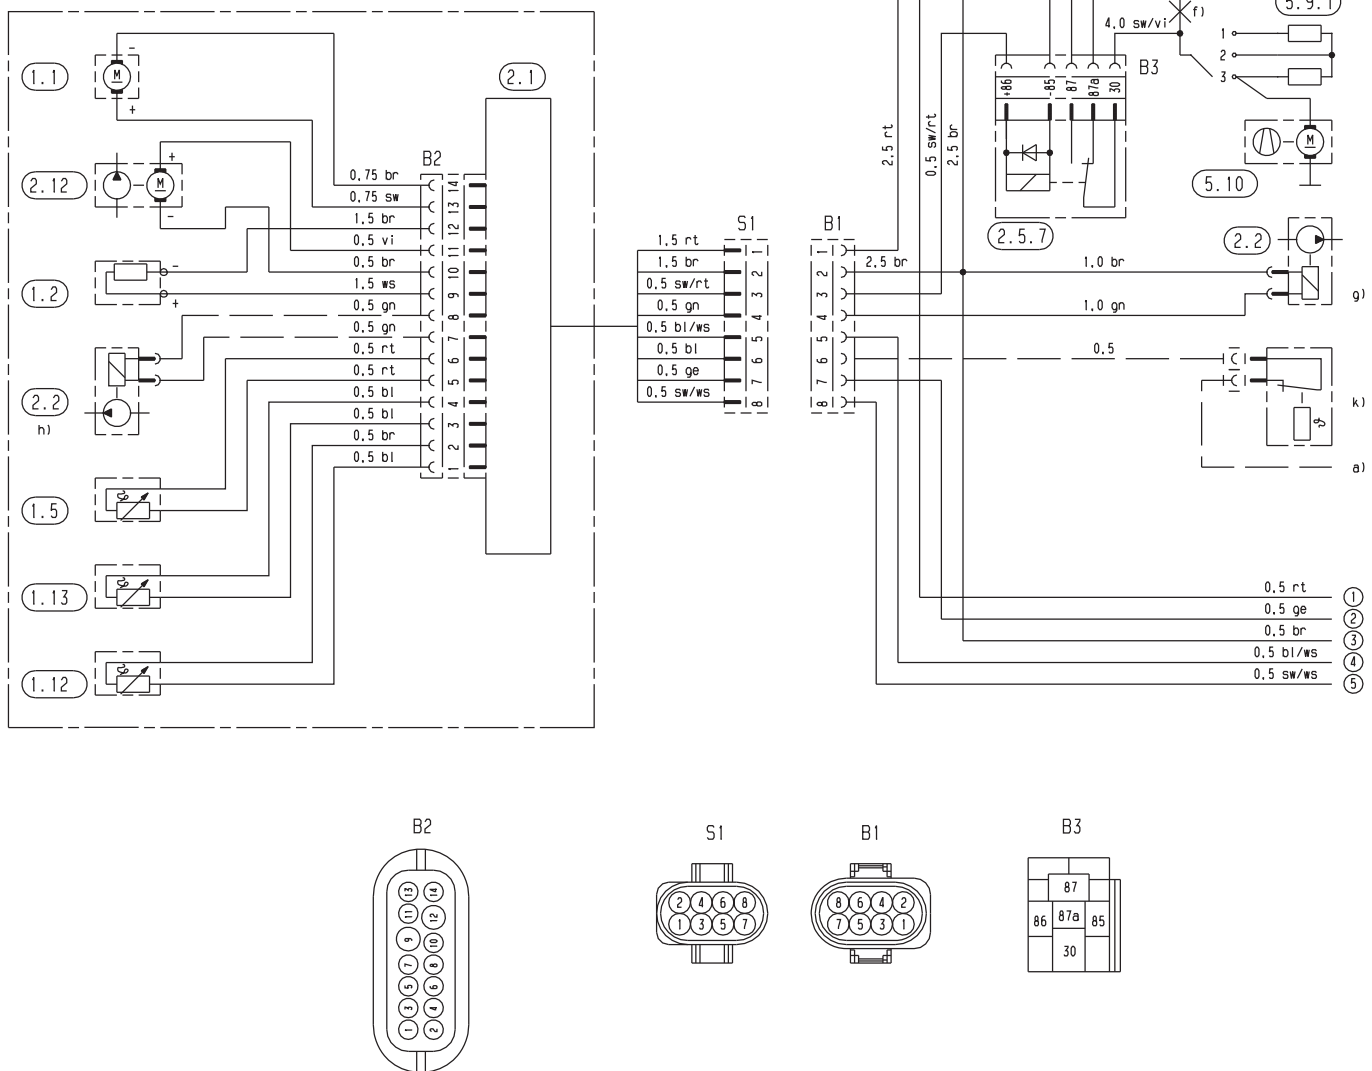 5.9.1
f)
4.0 sw/vi
1
2
3
B3
+86
-85
87
87a
30
M
5.10
2.5.7
2.5 rt
0.5 sw/rt
2.5 br
1.1
-
M
+
2.12
+
M
-
1.2
-
+
2.2
h)
1.5
ϑ
1.13
ϑ
1.12
ϑ
2.1
B2
0.75 br
14
0.75 sw
13
1.5 br
12
0.5 vi
11
0.5 br
10
1.5 ws
9
0.5 gn
8
0.5 gn
7
0.5 rt
6
0.5 rt
5
0.5 bl
4
0.5 bl
3
0.5 br
2
0.5 bl
1
S1
1.5 rt
1
1.5 br
2
0.5 sw/rt
3
0.5 gn
4
0.5 bl/ws
5
0.5 bl
6
0.5 ge
7
0.5 sw/ws
8
B1
1
2
3
4
5
6
7
8
2.5 br
1.0 br
1.0 gn
0.5
2.2
g)
k)
ϑ
a)
0.5 rt
1
0.5 ge
2
0.5 br
3
0.5 bl/ws
4
0.5 sw/ws
5
B2
13 14
11 12
9 10
7 8
5 6
3 4
1 2
S1
2 4 6 8
1 3 5 7
B1
8 6 4 2
7 5 3 1
B3
87
86 87a 85
30